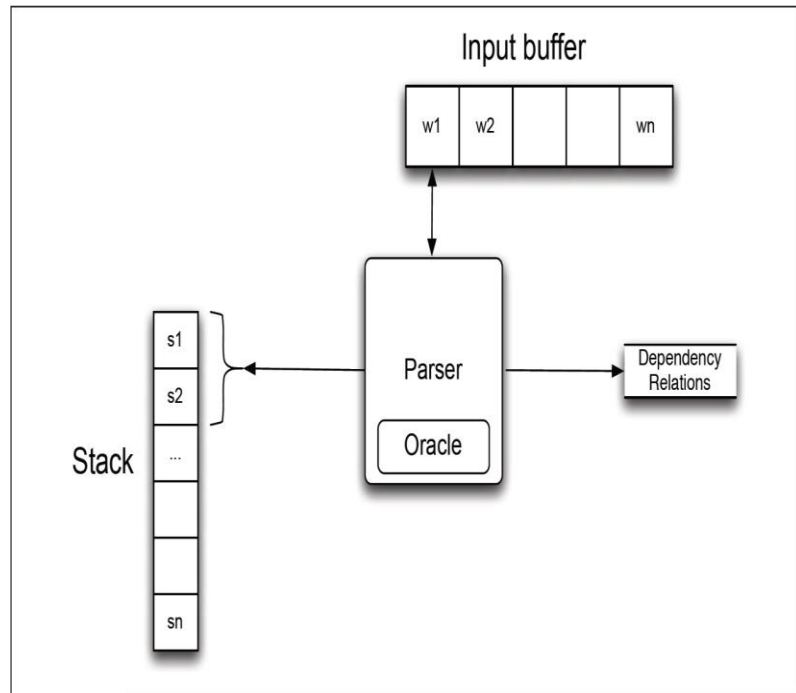 Input buffer
w1 w2 wn
s1
s2
...
sn
Stack
Parser
Oracle
Dependency
Relations